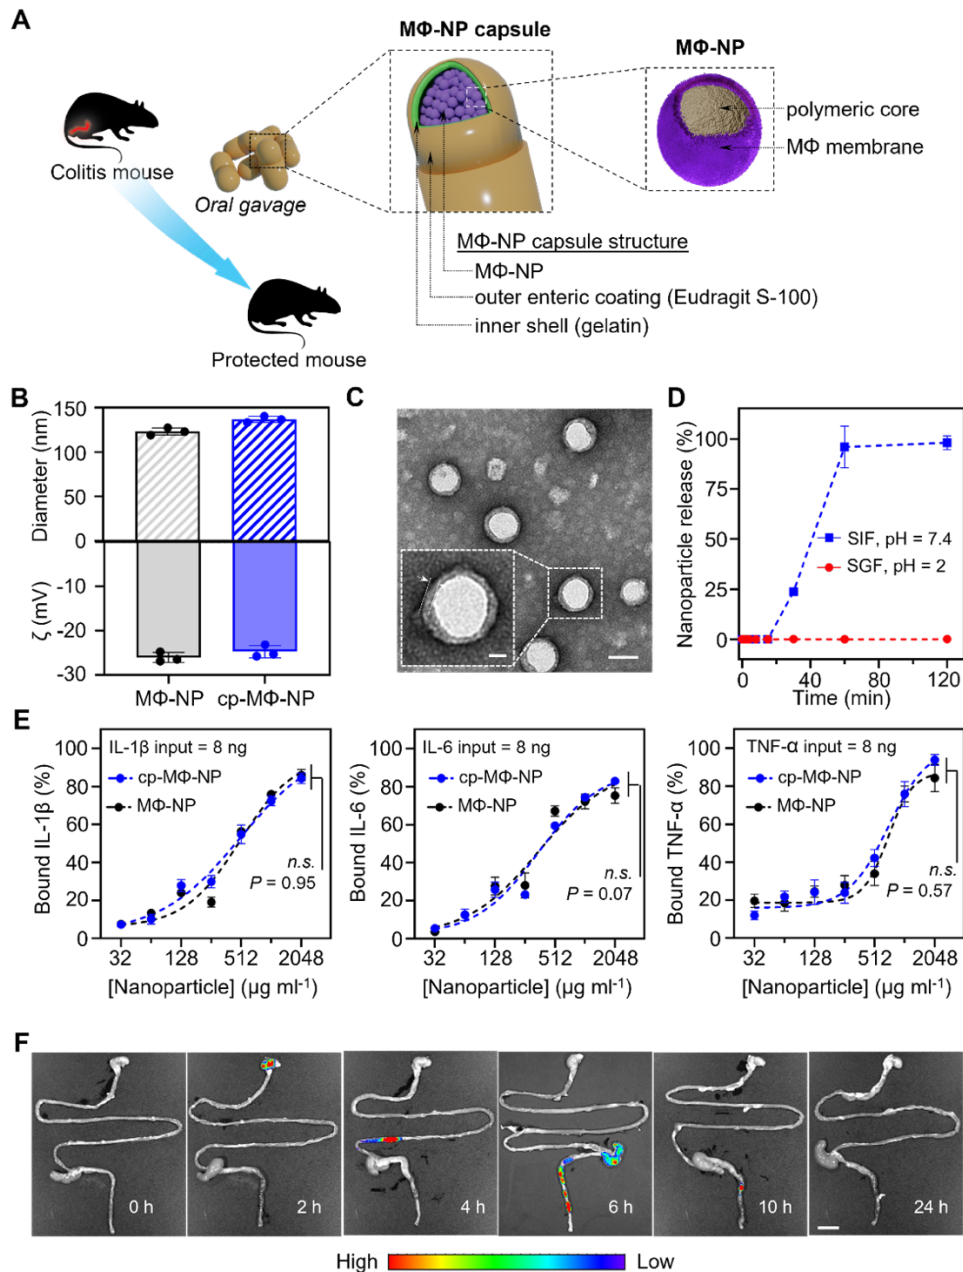 A
MΦ-NP capsule
MΦ-NP
polymeric core
MΦ membrane
Colitis mouse
Oral gavage
MΦ-NP capsule structure
MΦ-NP
outer enteric coating (Eudragit S-100)
inner shell (gelatin)
Protected mouse
B
Diameter (nm)
150
100
50
0
ζ (mV)
-10
-20
-30
MΦ-NP
cp-MΦ-NP
C
D
Nanoparticle release (%)
100
75
50
25
0
SIF, pH = 7.4
SGF, pH = 2
0 40 80 120
Time (min)
E
Bound IL-1β (%)
100
80
60
40
20
0
IL-1β input = 8 ng
cp-MΦ-NP
MΦ-NP
n.s.
P = 0.95
32 128 512 2048
[Nanoparticle] (μg ml⁻¹)
Bound IL-6 (%)
100
80
60
40
20
0
IL-6 input = 8 ng
cp-MΦ-NP
MΦ-NP
n.s.
P = 0.07
32 128 512 2048
[Nanoparticle] (μg ml⁻¹)
Bound TNF-α (%)
100
80
60
40
20
0
TNF-α input = 8 ng
cp-MΦ-NP
MΦ-NP
n.s.
P = 0.57
32 128 512 2048
[Nanoparticle] (μg ml⁻¹)
F
0 h
2 h
4 h
6 h
10 h
24 h
High
Low